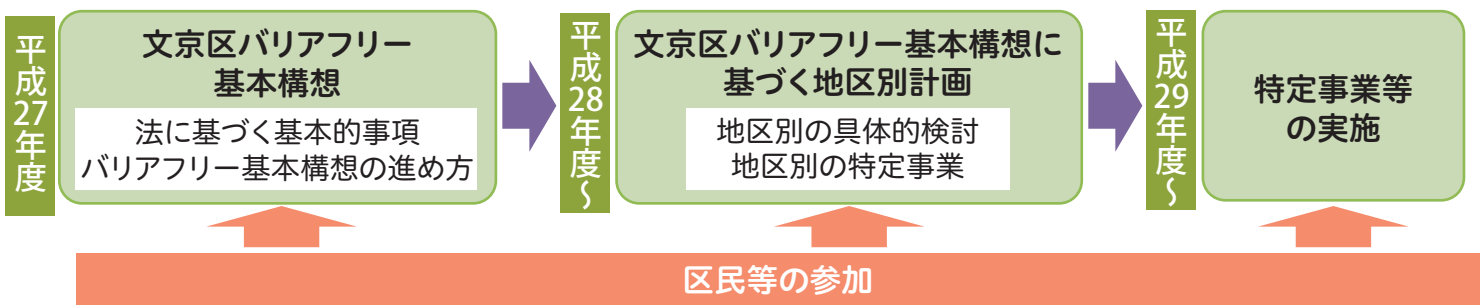 平成27年度
文京区バリアフリー
基本構想
法に基づく基本的事項
バリアフリー基本構想の進め方
平成28年度～
文京区バリアフリー基本構想に
基づく地区別計画
地区別の具体的検討
地区別の特定事業
平成29年度～
特定事業等
の実施
区民等の参加